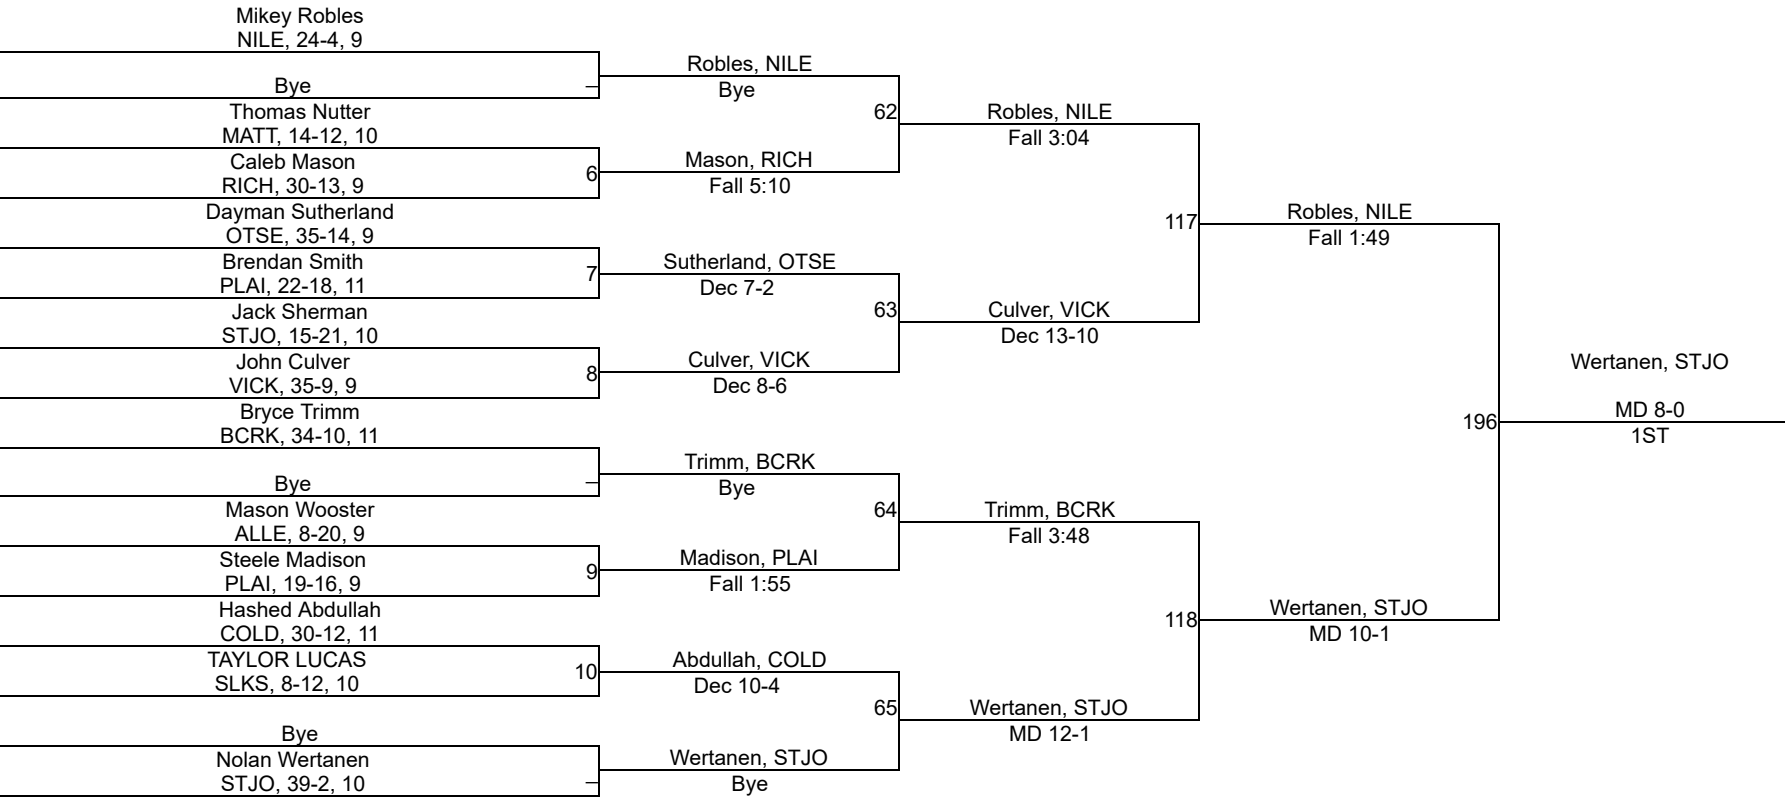 Mikey Robles
NILE, 24-4, 9
Bye
Thomas Nutter
MATT, 14-12, 10
Caleb Mason
RICH, 30-13, 9
Dayman Sutherland
OTSE, 35-14, 9
Brendan Smith
PLAI, 22-18, 11
Jack Sherman
STJO, 15-21, 10
John Culver
VICK, 35-9, 9
Bryce Trimm
BCRK, 34-10, 11
Bye
Mason Wooster
ALLE, 8-20, 9
Steele Madison
PLAI, 19-16, 9
Hashed Abdullah
COLD, 30-12, 11
TAYLOR LUCAS
SLKS, 8-12, 10
Bye
Nolan Wertanen
STJO, 39-2, 10
–
6
7
8
–
9
10
–
Robles, NILE
Bye
Mason, RICH
Fall 5:10
Sutherland, OTSE
Dec 7-2
Culver, VICK
Dec 8-6
Trimm, BCRK
Bye
Madison, PLAI
Fall 1:55
Abdullah, COLD
Dec 10-4
Wertanen, STJO
Bye
62
63
64
65
Robles, NILE
Fall 3:04
Culver, VICK
Dec 13-10
Trimm, BCRK
Fall 3:48
Wertanen, STJO
MD 12-1
117
118
Robles, NILE
Fall 1:49
Wertanen, STJO
MD 10-1
196
Wertanen, STJO
MD 8-0
1ST